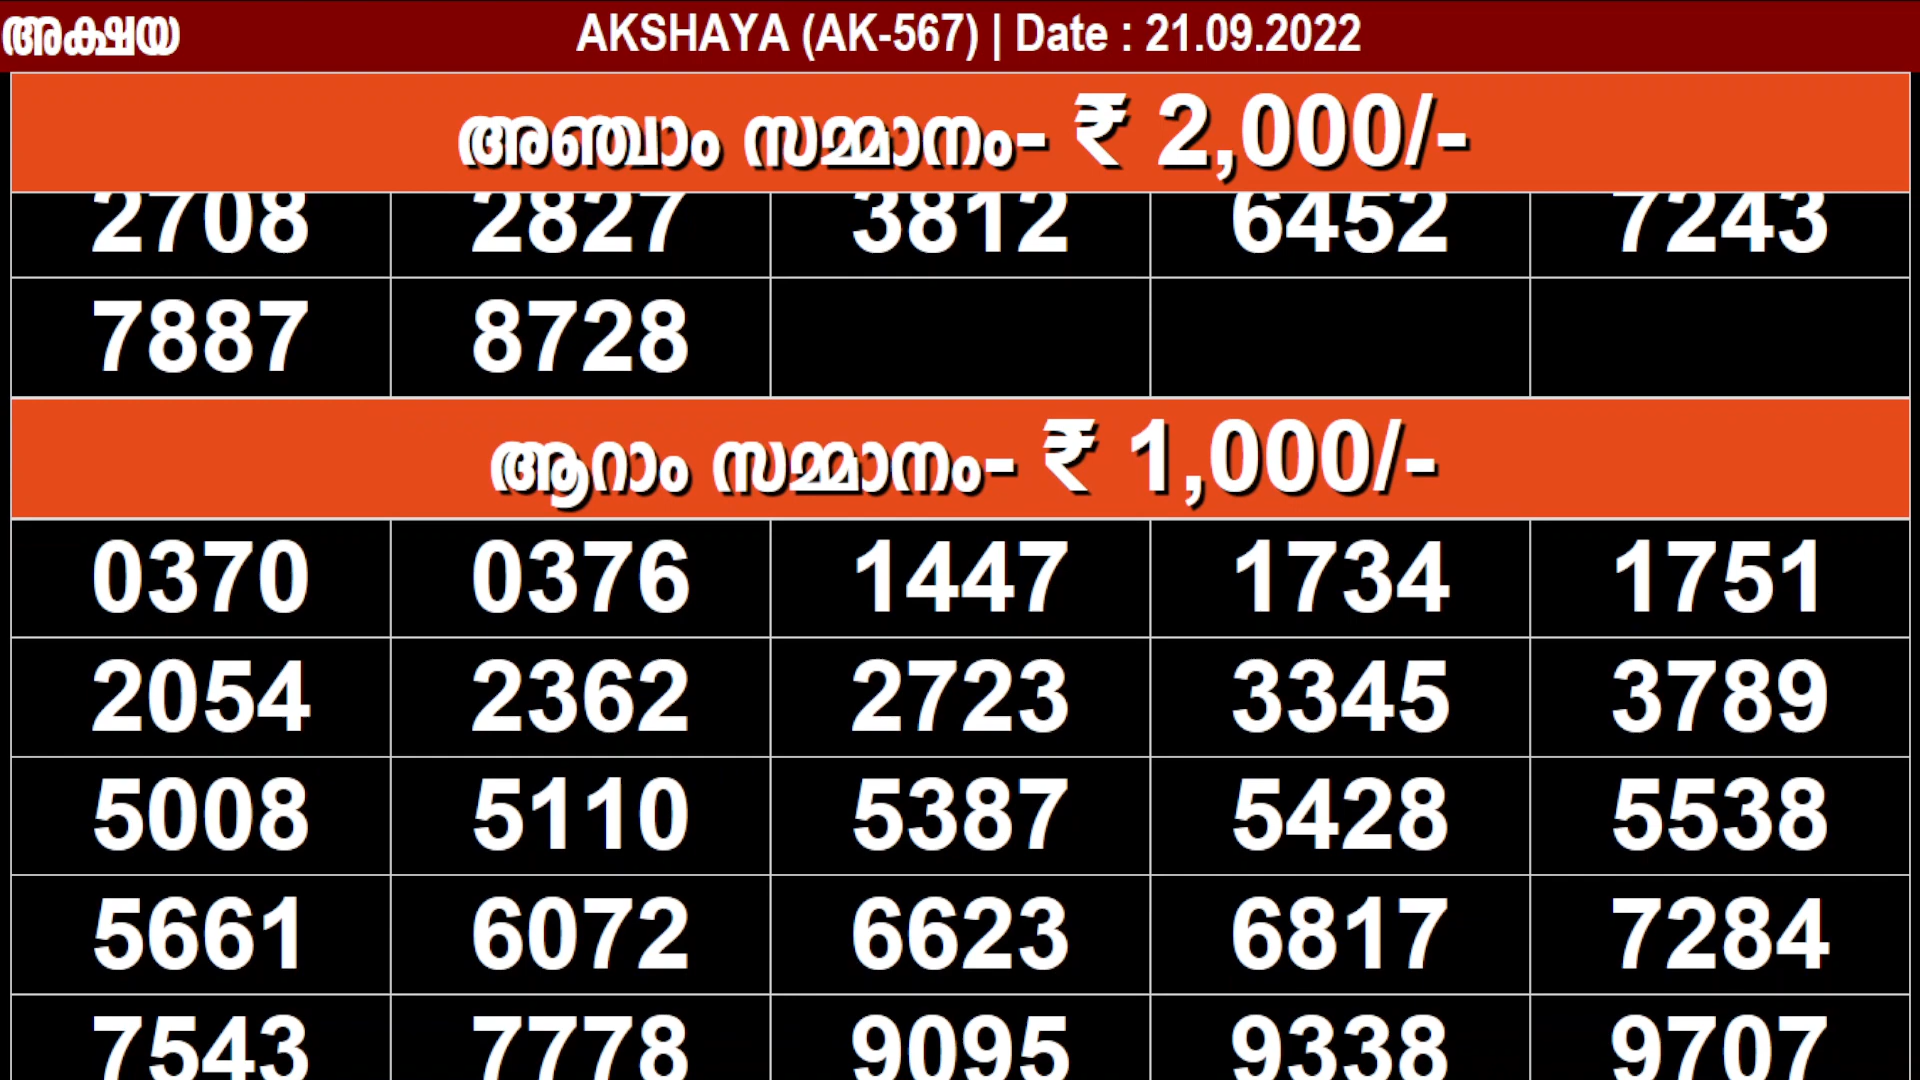 അക്ഷയ AKSHAYA (AK-567) | Date : 21.09.2022
അഞ്ചാം സമ്മാനം- ₹ 2,000/-
2708 2827 3812 6452 7243
7887 8728
ആറാം സമ്മാനം- ₹ 1,000/-
0370 0376 1447 1734 1751
2054 2362 2723 3345 3789
5008 5110 5387 5428 5538
5661 6072 6623 6817 7284
7543 7778 9095 9338 9707